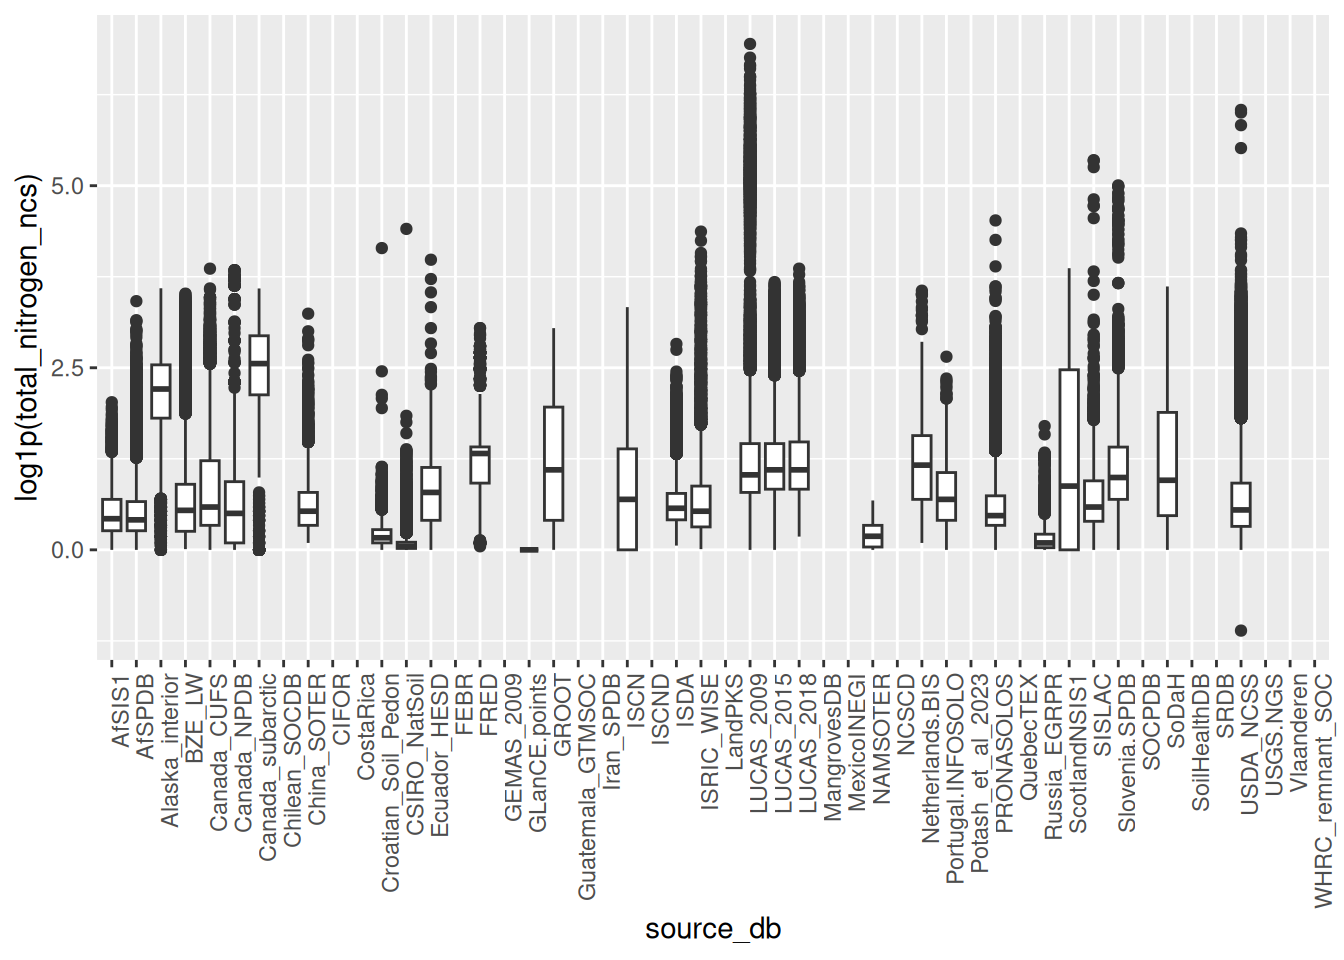 log1p(total_nitrogen_ncs)
5.0
2.5
0.0
AfSIS1
AfSPDB
Alaska_interior
BZE_LW
Canada_CUFS
Canada_NPDB
Canada_subarctic
Chilean_SOCDB
China_SOTER
CIFOR
CostaRica
Croatian_Soil_Pedon
CSIRO_NatSoil
Ecuador_HESD
FEBR
FRED
GEMAS_2009
GLanCE.points
GROOT
Guatemala_GTMSOC
Iran_SPDB
ISCN
ISCND
ISDA
ISRIC_WISE
LandPKS
LUCAS_2009
LUCAS_2015
LUCAS_2018
MangrovesDB
MexicoINEGI
NAMSOTER
NCSCD
Netherlands.BIS
Portugal.INFOSOLO
Potash_et_al_2023
PRONASOLOS
QuebecTEX
Russia_EGRPR
ScotlandNSIS1
SISLAC
Slovenia.SPDB
SOCPDB
SoDaH
SoilHealthDB
SRDB
USDA_NCSS
USGS.NGS
Vlaanderen
WHRC_remnant_SOC
source_db